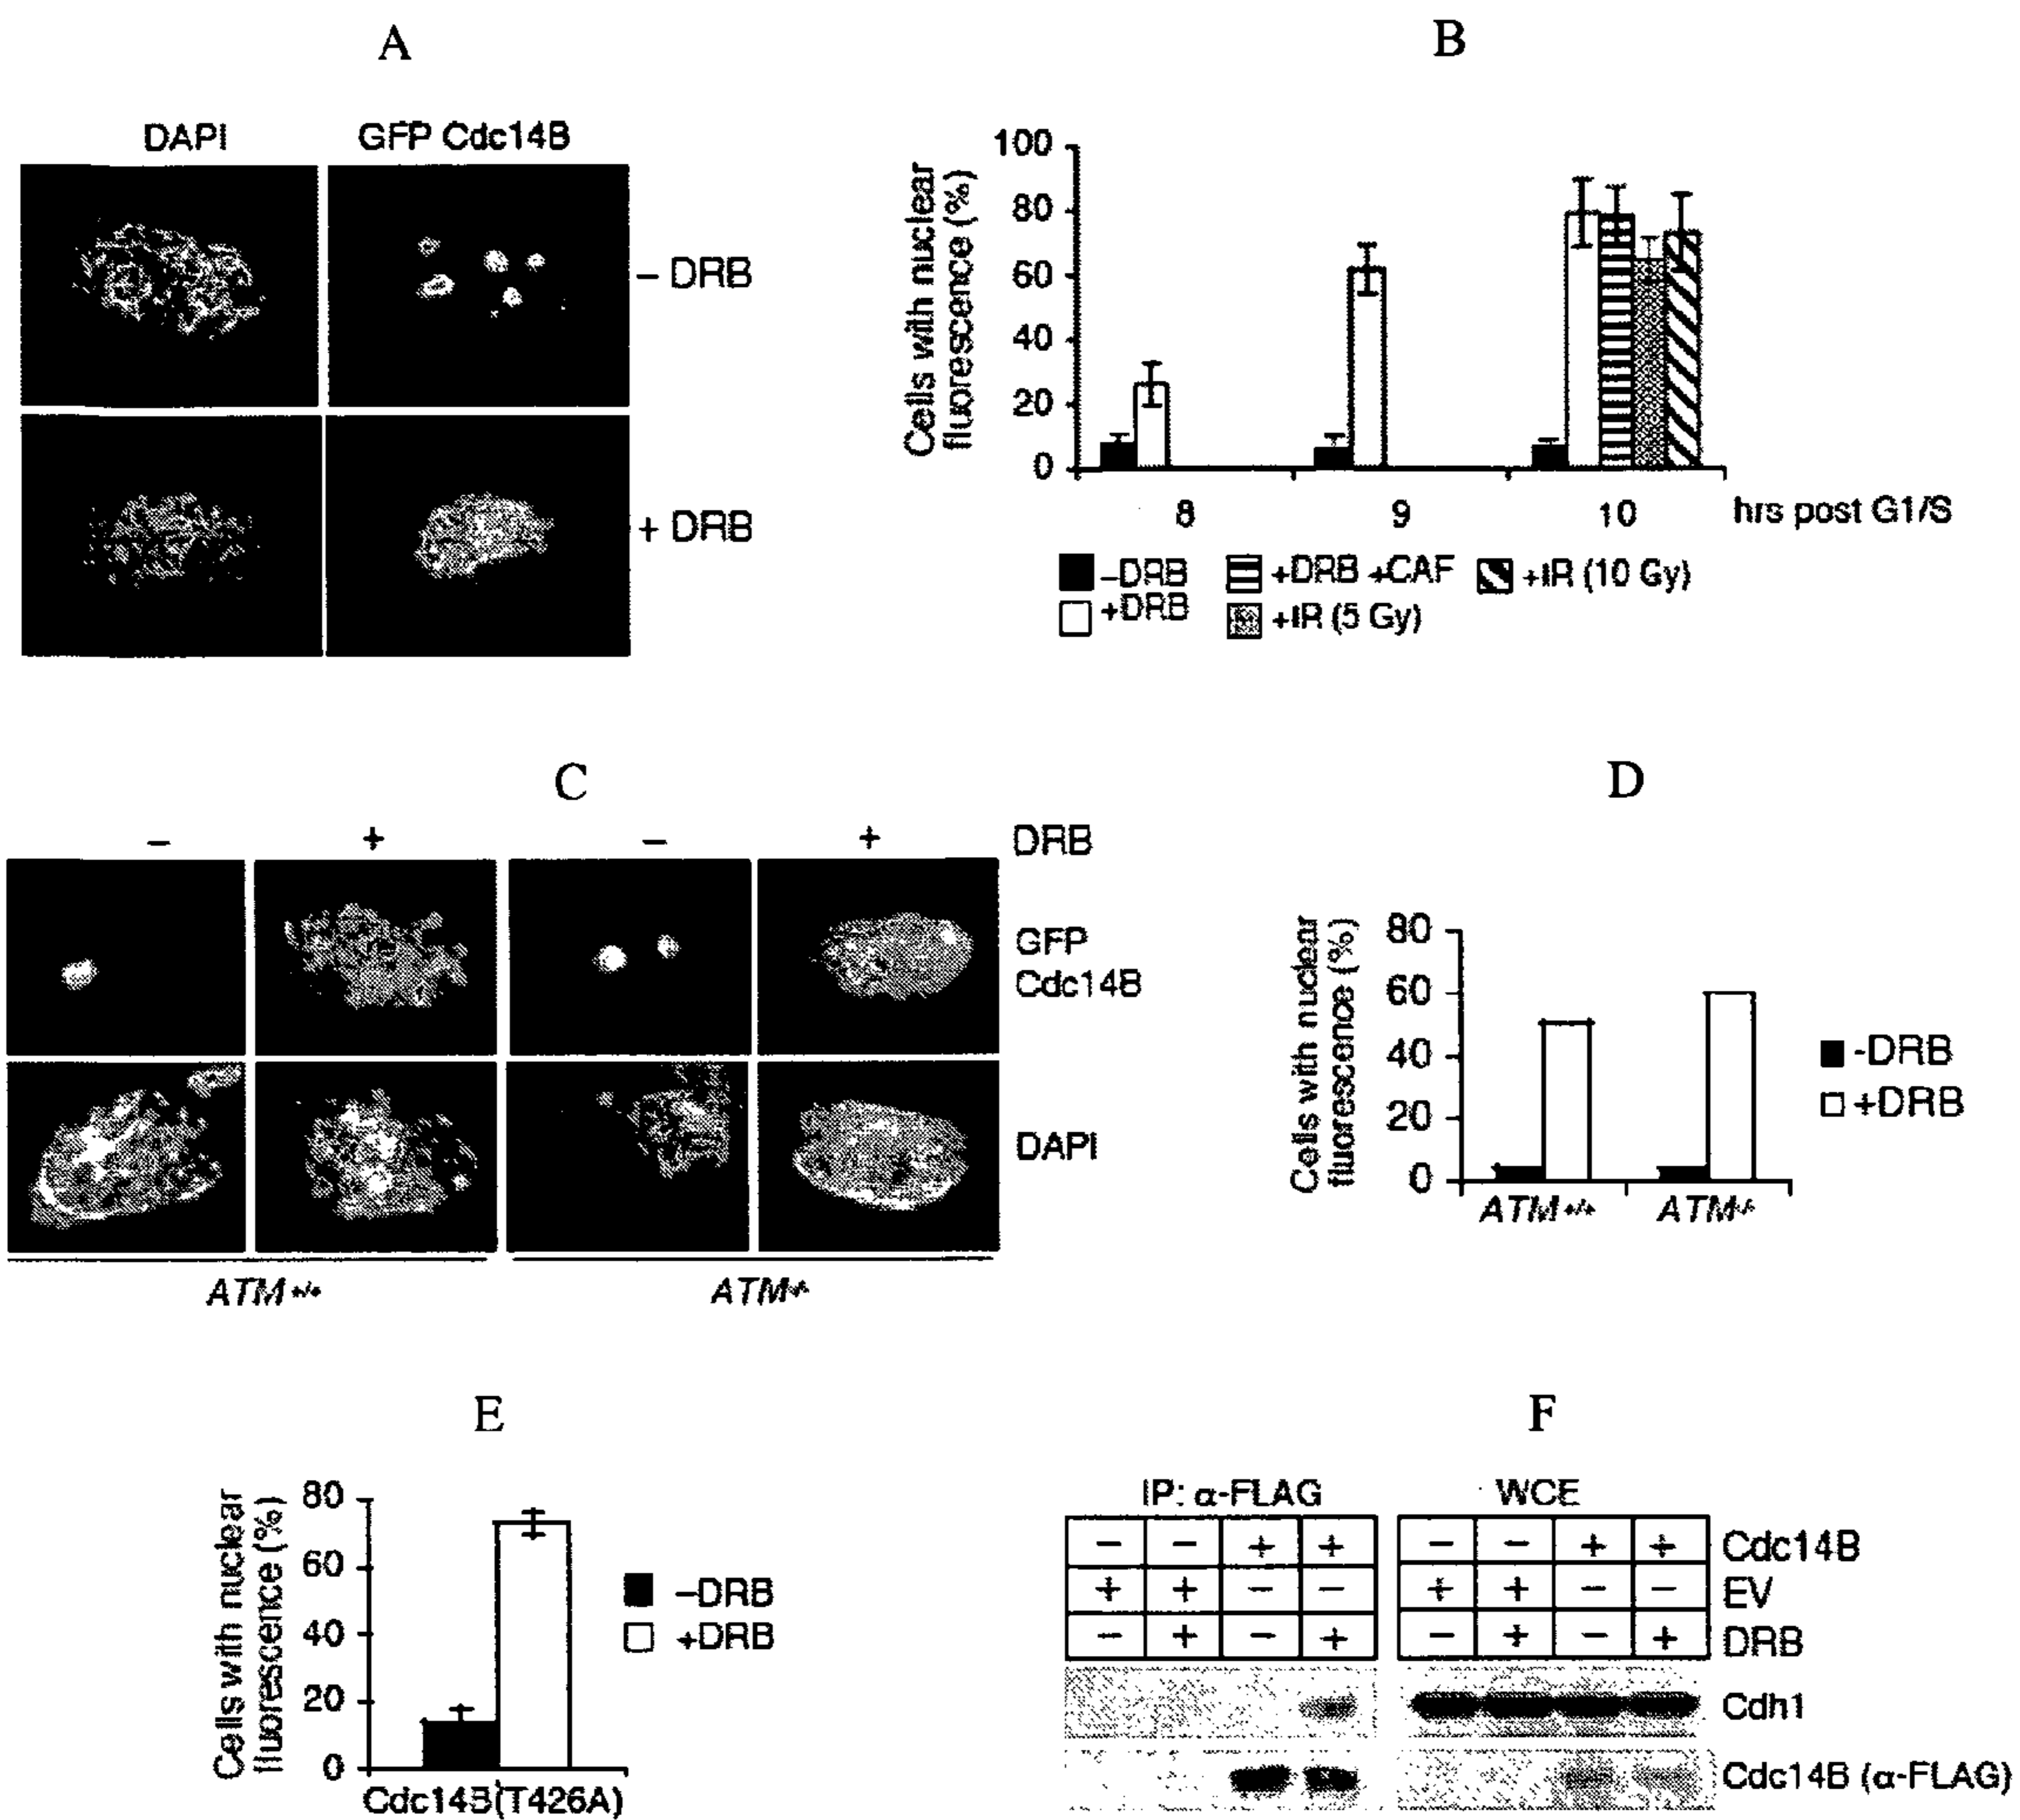 A
DAPI GFP Cdc14B
– DRB
+ DRB
B
Cells with nuclear
fluorescence (%)
100
80
60
40
20
0
8 9 10 hrs post G1/S
–DRB +DRB +CAF +IR (10 Gy)
+DRB +IR (5 Gy)
C
– + – + DRB
GFP
Cdc14B
DAPI
ATM+/+ ATM-/-
D
Cells with nuclear
fluorescence (%)
80
60
40
20
0
ATM+/+ ATM-/-
-DRB
+DRB
E
Cells with nuclear
fluorescence (%)
80
60
40
20
0
–DRB
+DRB
Cdc14B(T426A)
F
IP: α-FLAG WCE
– – + + – – + + Cdc14B
+ + – – + + – – EV
– + – + – + – + DRB
Cdh1
Cdc14B (α-FLAG)